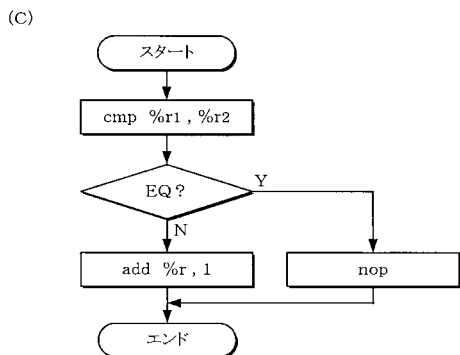 (C)
スタート
cmp %r1 , %r2
EQ?
Y
N
add %r , 1
nop
エンド